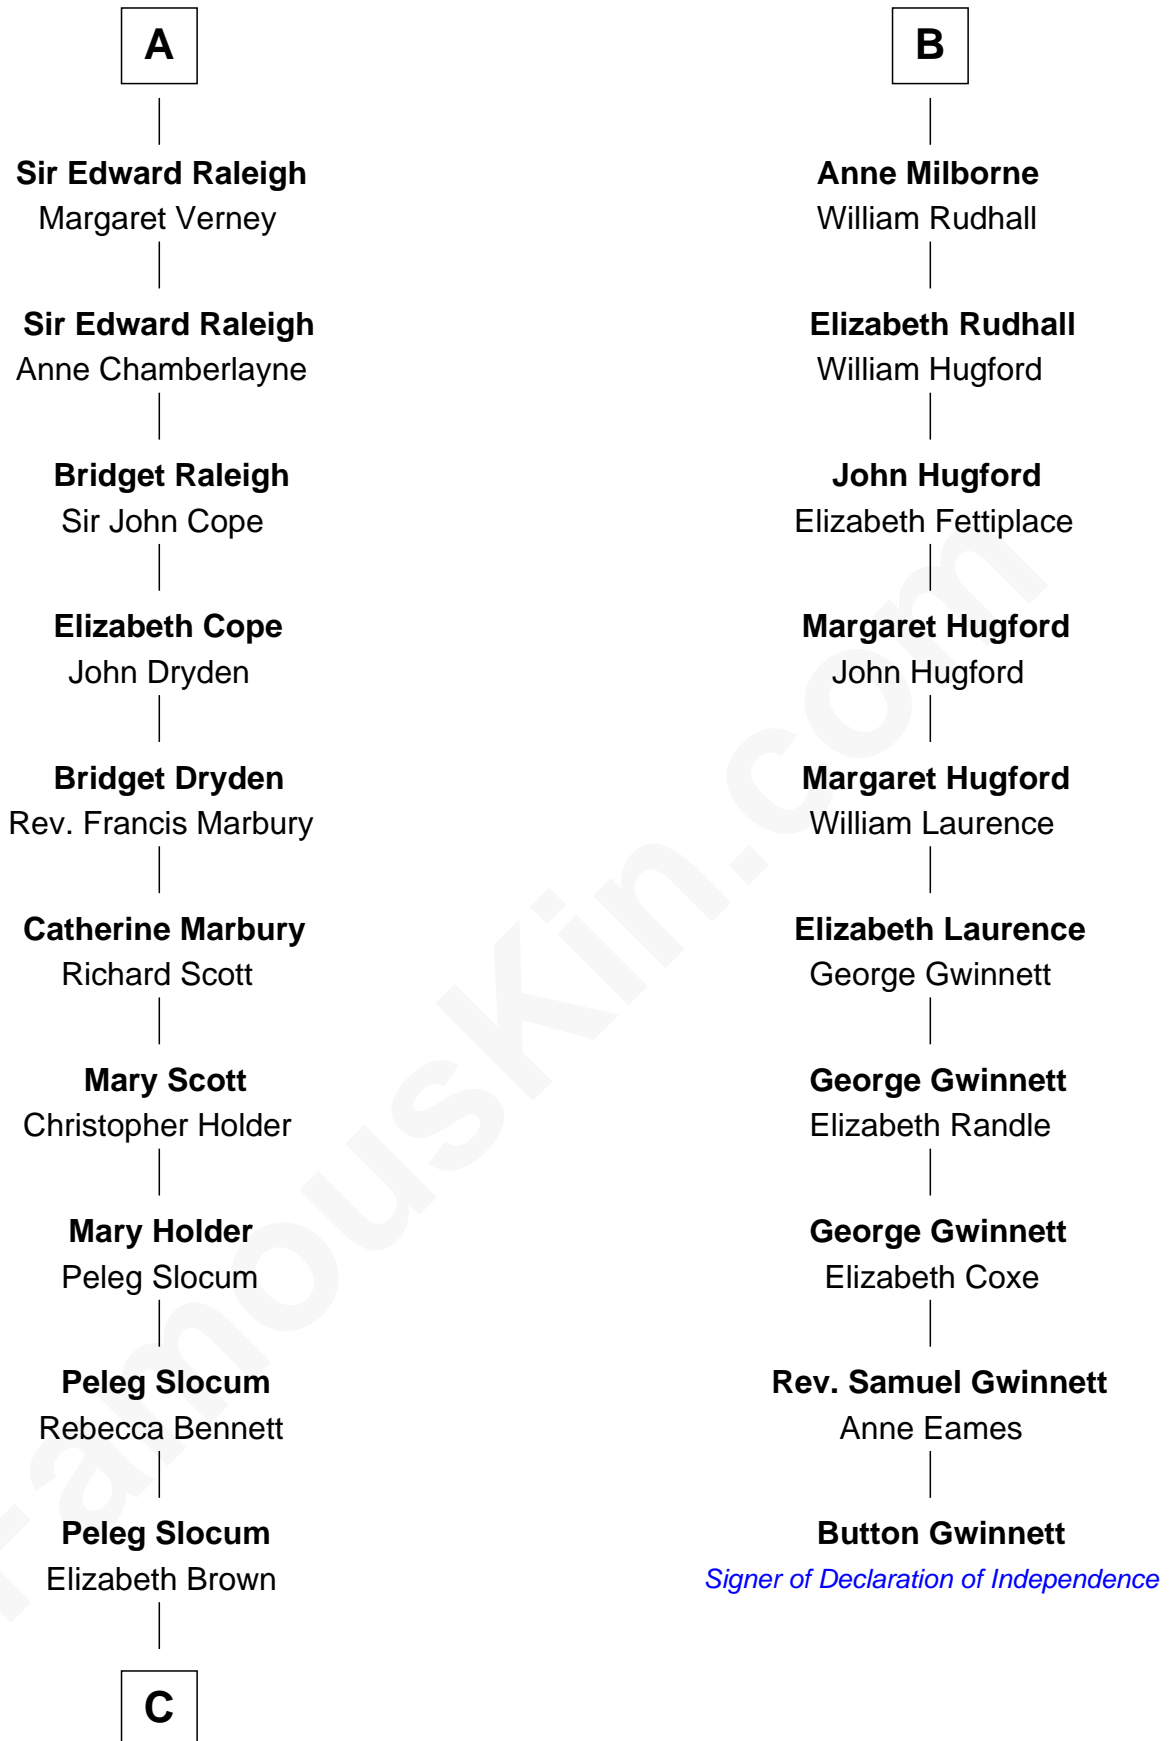 A
Sir Edward Raleigh
Margaret Verney
Sir Edward Raleigh
Anne Chamberlayne
Bridget Raleigh
Sir John Cope
Elizabeth Cope
John Dryden
Bridget Dryden
Rev. Francis Marbury
Catherine Marbury
Richard Scott
Mary Scott
Christopher Holder
Mary Holder
Peleg Slocum
Peleg Slocum
Rebecca Bennett
Peleg Slocum
Elizabeth Brown
C
B
Anne Milborne
William Rudhall
Elizabeth Rudhall
William Hugford
John Hugford
Elizabeth Fettiplace
Margaret Hugford
John Hugford
Margaret Hugford
William Laurence
Elizabeth Laurence
George Gwinnett
George Gwinnett
Elizabeth Randle
George Gwinnett
Elizabeth Coxe
Rev. Samuel Gwinnett
Anne Eames
Button Gwinnett
Signer of Declaration of Independence
FamousKin.com